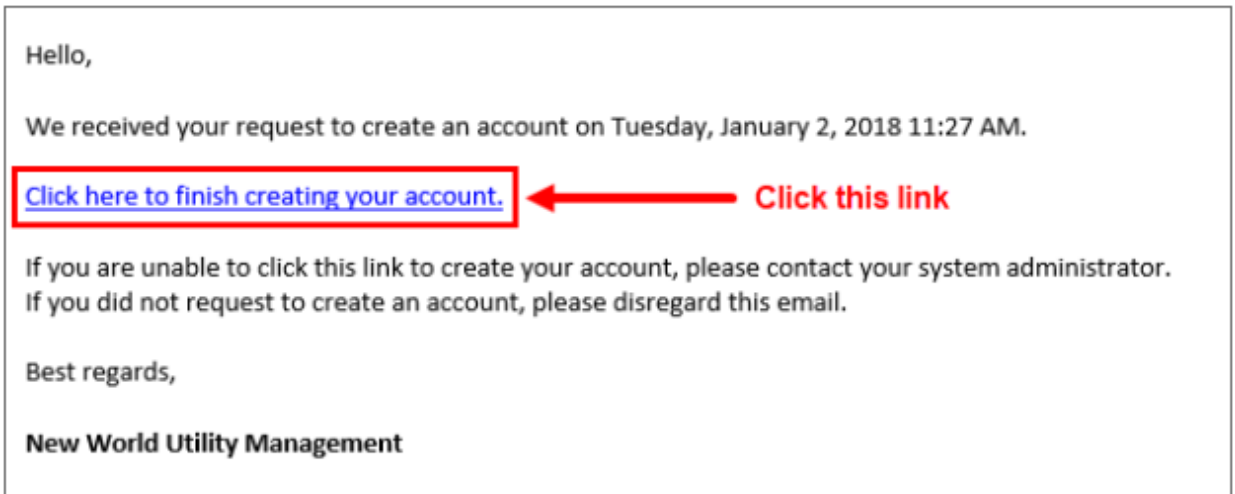 Hello,
We received your request to create an account on Tuesday, January 2, 2018 11:27 AM.
Click here to finish creating your account. Click this link
If you are unable to click this link to create your account, please contact your system administrator.
If you did not request to create an account, please disregard this email.
Best regards,
New World Utility Management